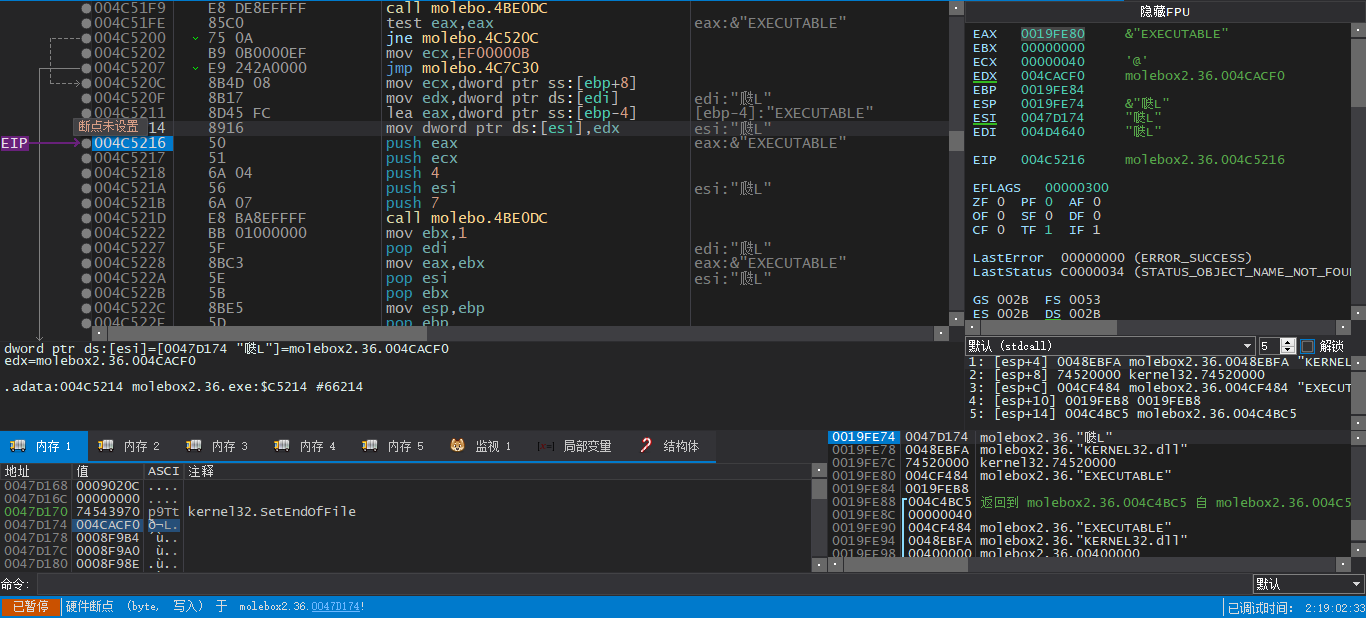 004C51F9 E8 DE8EFFFF call molebo.4BE0DC
004C51FE 85C0 test eax,eax eax:&"EXECUTABLE"
004C5200 75 0A jne molebo.4C520C
004C5202 B9 0B0000EF mov ecx,EF00000B
004C5207 E9 242A0000 jmp molebo.4C7C30
004C520C 8B4D 08 mov ecx,dword ptr ss:[ebp+8]
004C520F 8B17 mov edx,dword ptr ds:[edi] edi:"L"
004C5211 8D45 FC lea eax,dword ptr ss:[ebp-4] [ebp-4]:"EXECUTABLE"
断点未设置 14 8916 mov dword ptr ds:[esi],edx esi:"L"
EIP 004C5216 50 push eax eax:&"EXECUTABLE"
004C5217 51 push ecx
004C5218 6A 04 push 4
004C521A 56 push esi esi:"L"
004C521B 6A 07 push 7
004C521D E8 BA8EFFFF call molebo.4BE0DC
004C5222 BB 01000000 mov ebx,1
004C5227 5F pop edi edi:"L"
004C5228 8BC3 mov eax,ebx eax:&"EXECUTABLE"
004C522A 5E pop esi esi:"L"
004C522B 5B pop ebx
004C522C 8BE5 mov esp,ebp
004C522E 5D pop ebp
隐藏FPU
EAX 0019FE80 &"EXECUTABLE"
EBX 00000000
ECX 00000040 '@'
EDX 004CACF0 molebox2.36.004CACF0
EBP 0019FE84
ESP 0019FE74 &"L"
ESI 0047D174 "L"
EDI 004D4640 "L"
EIP 004C5216 molebox2.36.004C5216
EFLAGS 00000300
ZF 0 PF 0 AF 0
OF 0 SF 0 DF 0
CF 0 TF 1 IF 1
LastError 00000000 (ERROR_SUCCESS)
LastStatus C0000034 (STATUS_OBJECT_NAME_NOT_FOU
GS 002B FS 0053
ES 002B DS 002B
dword ptr ds:[esi]=[0047D174 "L"]=molebox2.36.004CACF0
edx=molebox2.36.004CACF0
.adata:004C5214 molebox2.36.exe:$C5214 #66214
默认 (stdcall) 5 解锁
1: [esp+4] 0048EBFA molebox2.36.0048EBFA "KERNEL
2: [esp+8] 74520000 kernel32.74520000
3: [esp+C] 004CF484 molebox2.36.004CF484 "EXECUT
4: [esp+10] 0019FEB8 0019FEB8
5: [esp+14] 004C4BC5 molebox2.36.004C4BC5
内存 1 内存 2 内存 3 内存 4 内存 5 监视 1 局部变量 结构体
地址 值 ASCI 注释
0047D168 0009020C ....
0047D16C 00000000 ....
0047D170 74543970 p9Tt kernel32.SetEndOfFile
0047D174 004CACF0 ð¬L.
0047D178 0008F9B4 ´ù..
0047D17C 0008F9A0 ù..
0047D180 0008F98E .ù..
0019FE74 0047D174 molebox2.36."L"
0019FE78 0048EBFA molebox2.36."KERNEL32.dll"
0019FE7C 74520000 kernel32.74520000
0019FE80 004CF484 molebox2.36."EXECUTABLE"
0019FE84 0019FEB8
0019FE88 004C4BC5 返回到 molebox2.36.004C4BC5 自 molebox2.36.004C5
0019FE8C 00000040
0019FE90 004CF484 molebox2.36."EXECUTABLE"
0019FE94 0048EBFA molebox2.36."KERNEL32.dll"
0019FE98 00400000 molebox2.36.00400000
命令: 默认
已暂停 硬件断点 (byte, 写入) 于 molebox2.36.0047D174! 已调试时间: 2:19:02:33